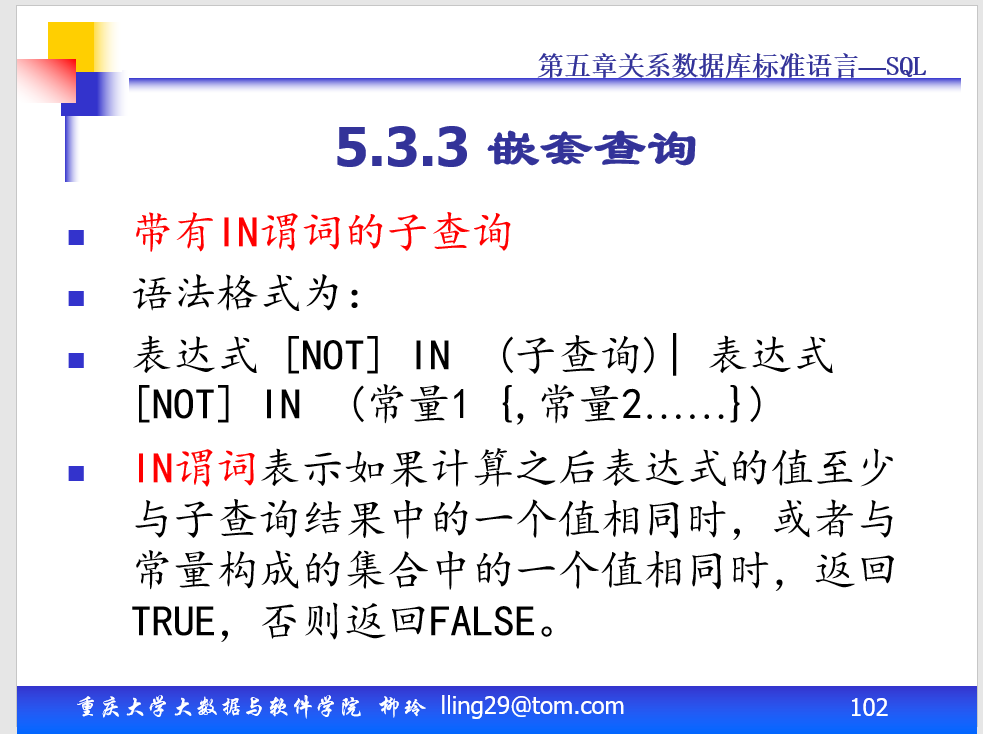 第五章关系数据库标准语言—SQL
5.3.3 嵌套查询
带有IN谓词的子查询
语法格式为：
表达式 [NOT] IN （子查询)| 表达式
[NOT] IN （常量1 {,常量2......}）
IN谓词表示如果计算之后表达式的值至少
与子查询结果中的一个值相同时，或者与
常量构成的集合中的一个值相同时，返回
TRUE，否则返回FALSE。
重庆大学大数据与软件学院 柳玲 lling29@tom.com
102